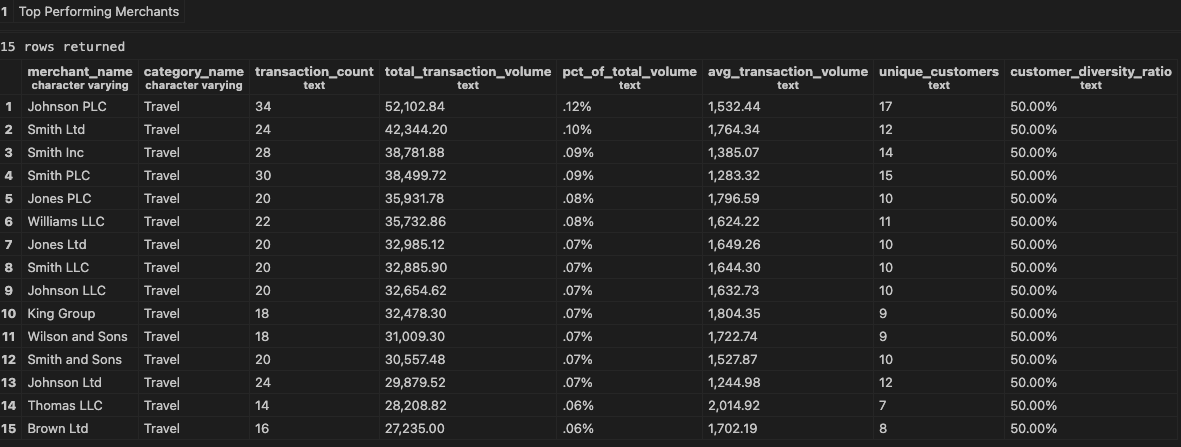 1 Top Performing Merchants
15 rows returned
merchant_name category_name transaction_count total_transaction_volume pct_of_total_volume avg_transaction_volume unique_customers customer_diversity_ratio
character varying character varying text text text text text text
1 Johnson PLC Travel 34 52,102.84 .12% 1,532.44 17 50.00%
2 Smith Ltd Travel 24 42,344.20 .10% 1,764.34 12 50.00%
3 Smith Inc Travel 28 38,781.88 .09% 1,385.07 14 50.00%
4 Smith PLC Travel 30 38,499.72 .09% 1,283.32 15 50.00%
5 Jones PLC Travel 20 35,931.78 .08% 1,796.59 10 50.00%
6 Williams LLC Travel 22 35,732.86 .08% 1,624.22 11 50.00%
7 Jones Ltd Travel 20 32,985.12 .07% 1,649.26 10 50.00%
8 Smith LLC Travel 20 32,885.90 .07% 1,644.30 10 50.00%
9 Johnson LLC Travel 20 32,654.62 .07% 1,632.73 10 50.00%
10 King Group Travel 18 32,478.30 .07% 1,804.35 9 50.00%
11 Wilson and Sons Travel 18 31,009.30 .07% 1,722.74 9 50.00%
12 Smith and Sons Travel 20 30,557.48 .07% 1,527.87 10 50.00%
13 Johnson Ltd Travel 24 29,879.52 .07% 1,244.98 12 50.00%
14 Thomas LLC Travel 14 28,208.82 .06% 2,014.92 7 50.00%
15 Brown Ltd Travel 16 27,235.00 .06% 1,702.19 8 50.00%